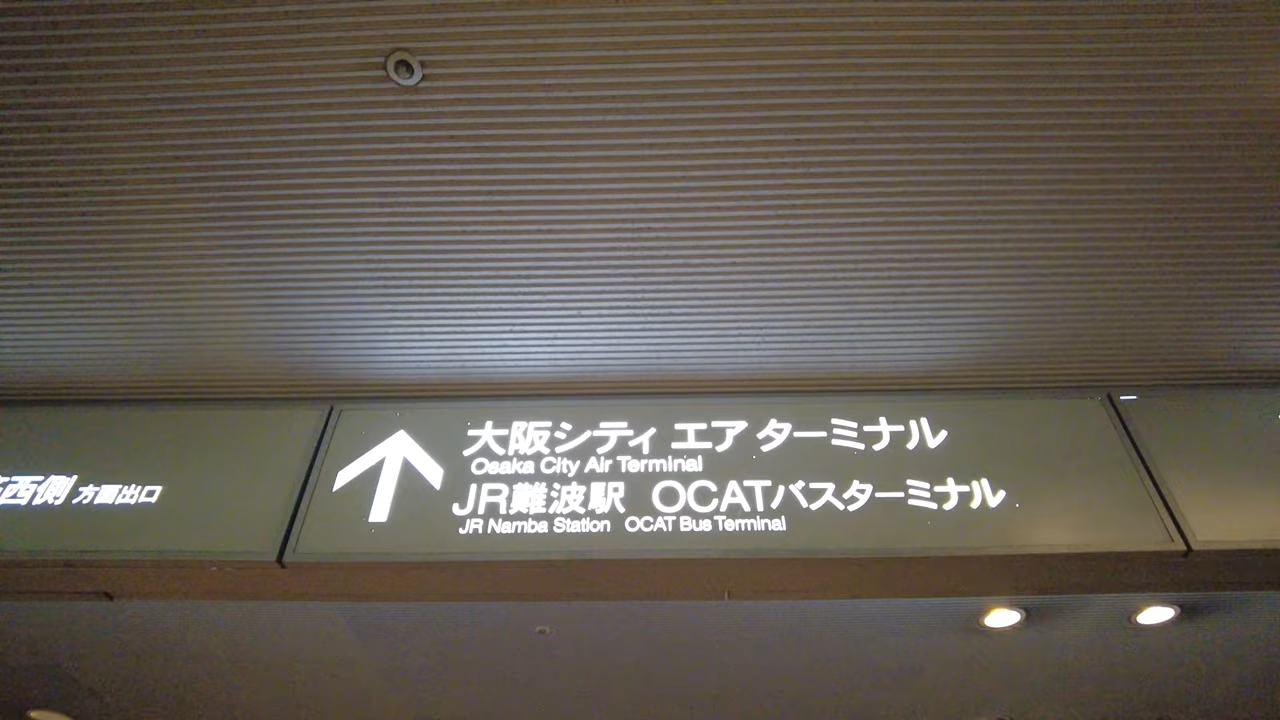 西側 方面出口
大阪シティ エア ターミナル
Osaka City Air Terminal
JR難波駅 OCATバスターミナル
JR Namba Station OCAT Bus Terminal